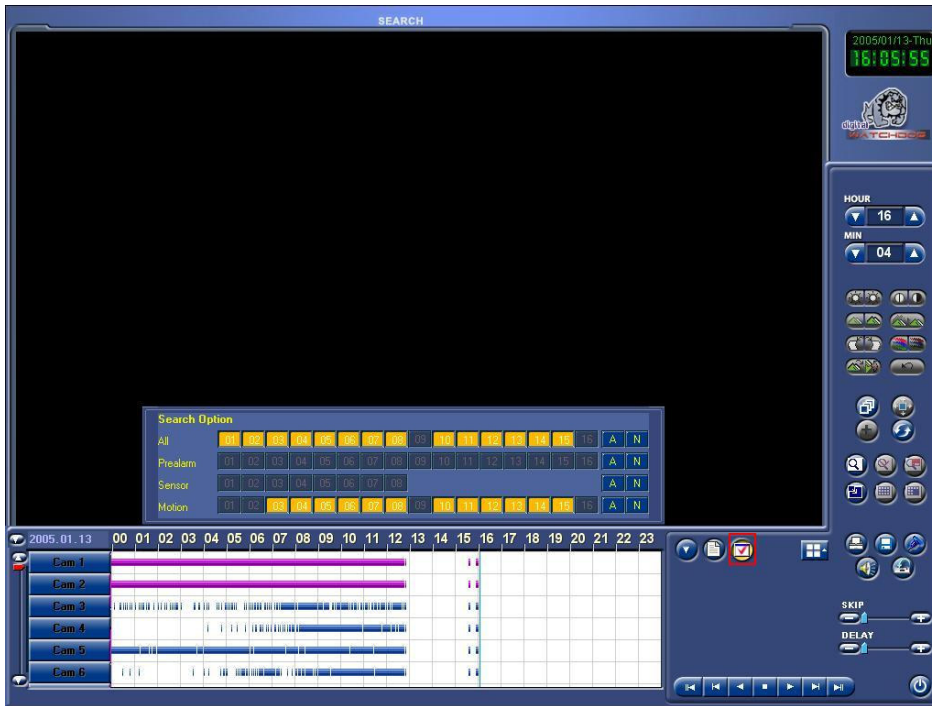 SEARCH
2005/01/13-Thu
16:05:55
digital
WATCHDOG
HOUR
16
MIN
04
Search Option
All 01 02 03 04 05 06 07 08 09 10 11 12 13 14 15 16 A N
Prealarm 01 02 03 04 05 06 07 08 09 10 11 12 13 14 15 16 A N
Sensor 01 02 03 04 05 06 07 08 A N
Motion 01 02 03 04 05 06 07 08 09 10 11 12 13 14 15 16 A N
2005.01.13 00 01 02 03 04 05 06 07 08 09 10 11 12 13 14 15 16 17 18 19 20 21 22 23
Cam 1
Cam 2
Cam 3
Cam 4
Cam 5
Cam 6
SKIP
DELAY